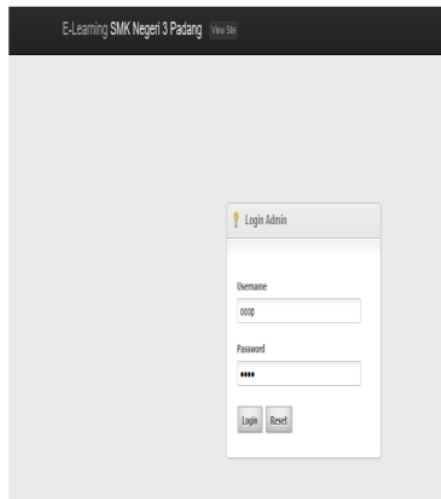 E-Learning SMK Negeri 3 Padang View Site
Login Admin
Username
ooop
Password
••••
Login Reset